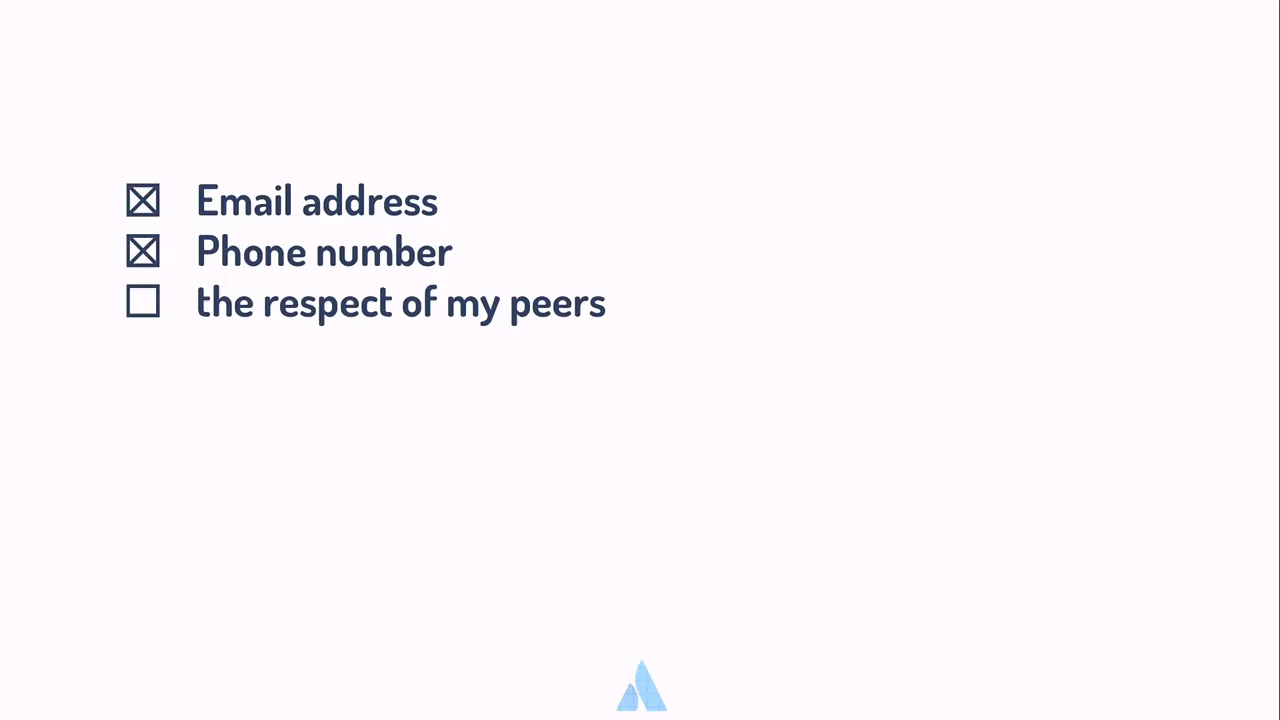 ☒ Email address
☒ Phone number
☐ the respect of my peers